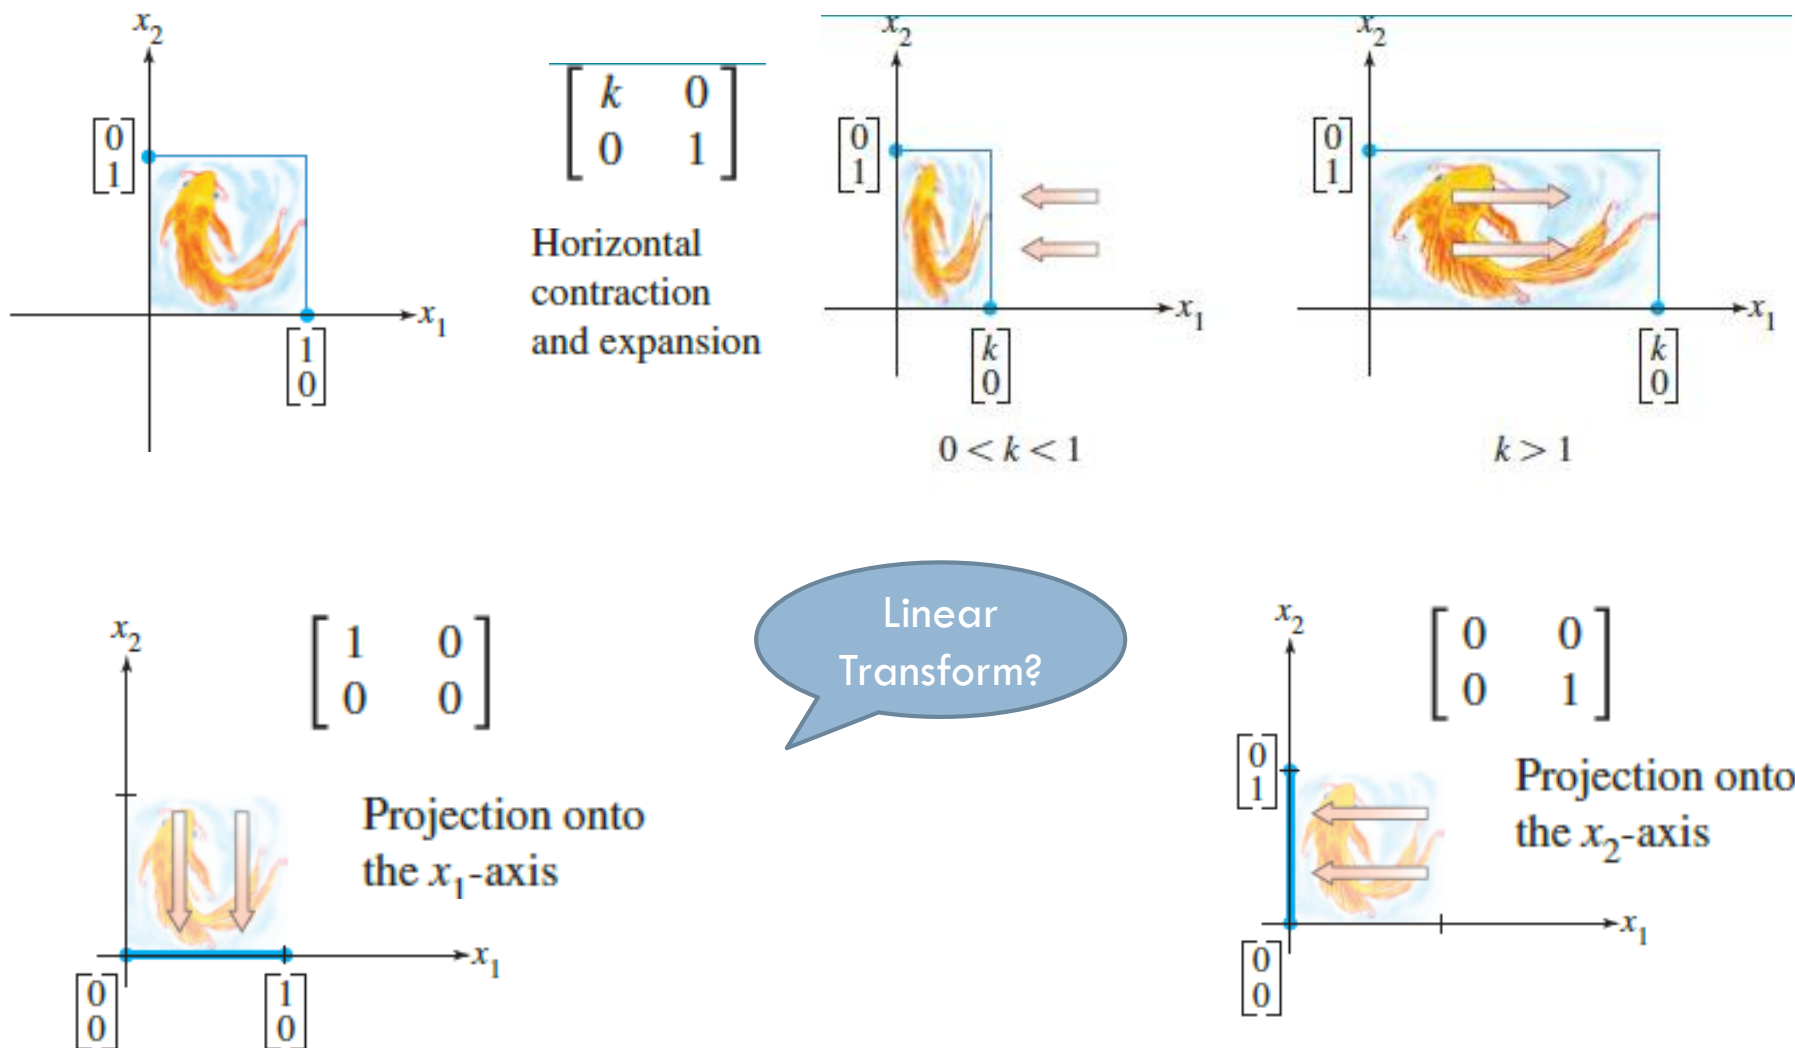 x₂
[0 1]
[1 0]
x₁
[k 0
0 1]
Horizontal
contraction
and expansion
x₂
[0 1]
[k 0]
x₁
0 < k < 1
x₂
[0 1]
[k 0]
x₁
k > 1
x₂
[1 0
0 0]
Projection onto
the x₁-axis
x₁
[0 0]
[1 0]
Linear
Transform?
x₂
[0 0
0 1]
[0 1]
Projection onto
the x₂-axis
x₁
[0 0]